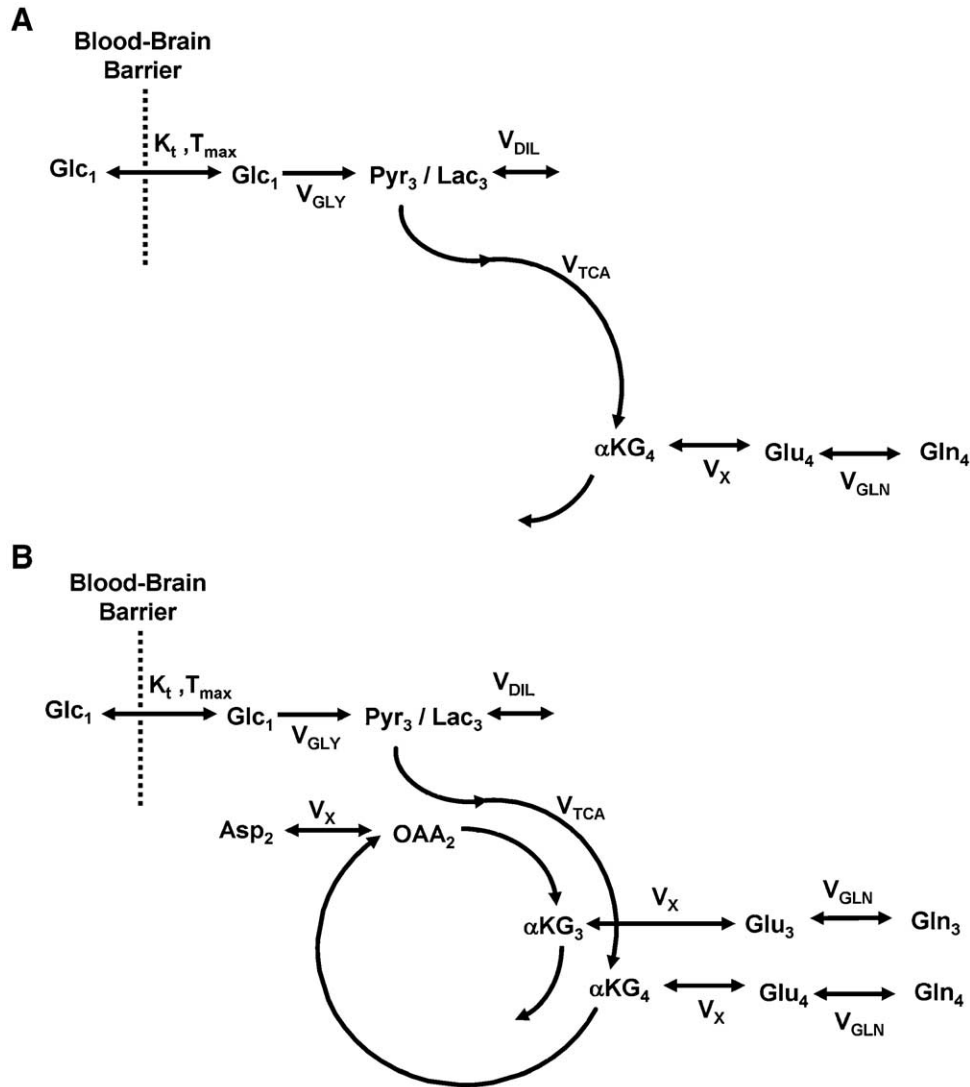 A
Blood-Brain
Barrier
Kt ,Tmax
VDIL
Glc1
Glc1
Pyr3 / Lac3
VGLY
VTCA
αKG4
Glu4
Gln4
VX
VGLN
B
Blood-Brain
Barrier
Kt ,Tmax
VDIL
Glc1
Glc1
Pyr3 / Lac3
VGLY
VX
VTCA
Asp2
OAA2
VX
VGLN
αKG3
Glu3
Gln3
αKG4
Glu4
Gln4
VX
VGLN